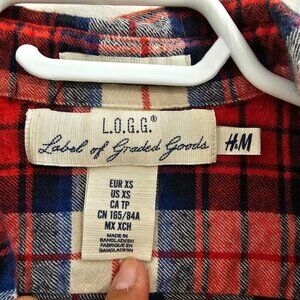 L.O.G.G.®
Label of Graded Goods
H&M
EUR XS
US XS
CA TP
CN 165/84A
MX XCH
MADE IN
BANGLADESH
FABRIQUÉ EN
BANGLADESH